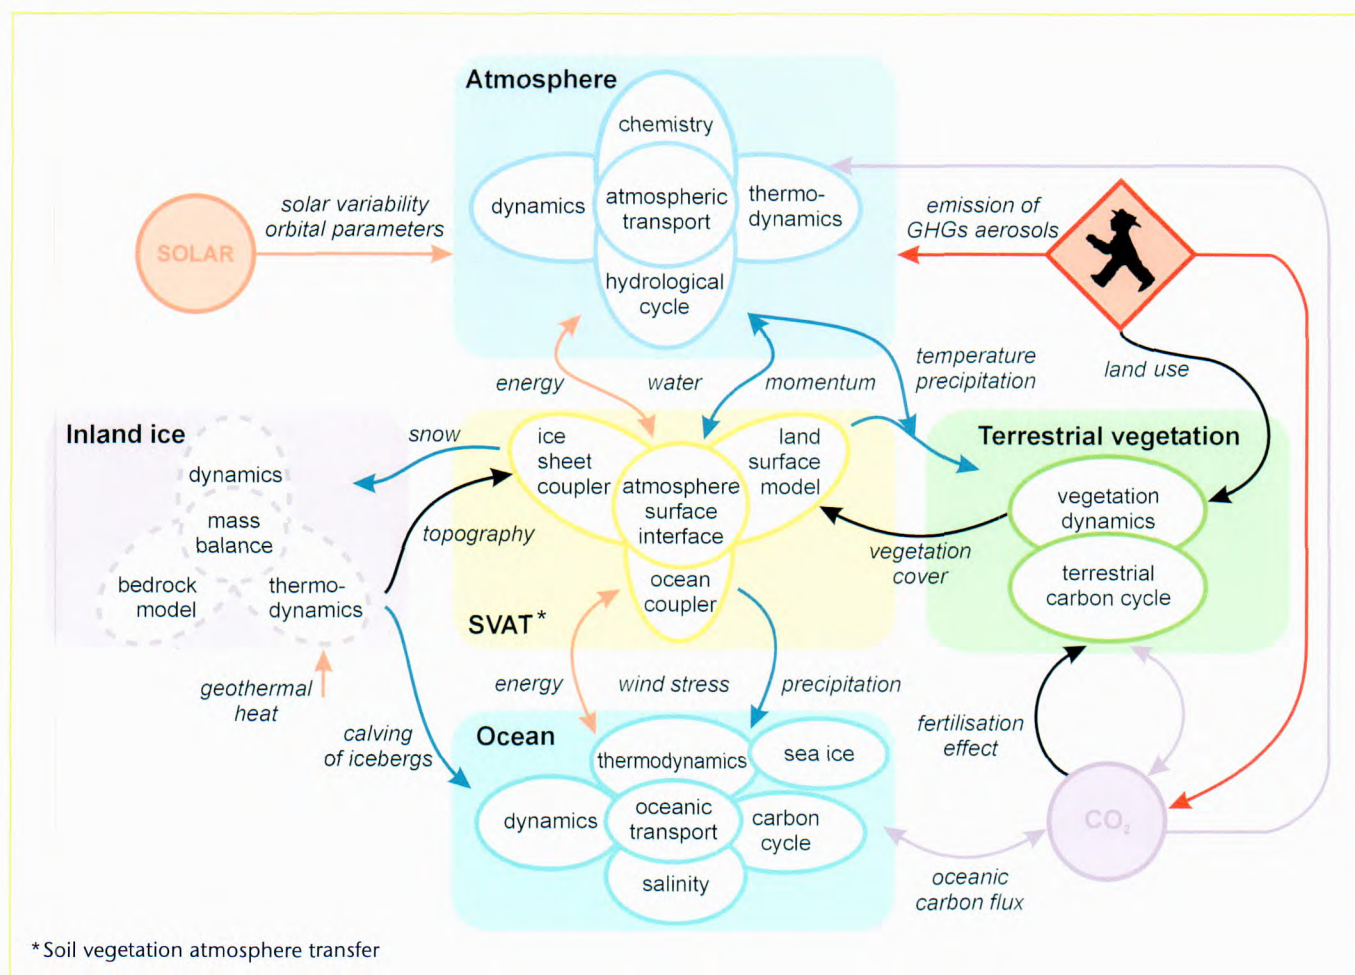 Atmosphere
chemistry
dynamics
atmospheric
transport
thermo-
dynamics
hydrological
cycle
SOLAR
solar variability
orbital parameters
emission of
GHGs aerosols
energy
water
momentum
temperature
precipitation
land use
Inland ice
dynamics
mass
balance
bedrock
model
thermo-
dynamics
snow
topography
geothermal
heat
calving
of icebergs
ice
sheet
coupler
atmosphere
surface
interface
land
surface
model
ocean
coupler
SVAT*
Terrestrial vegetation
vegetation
dynamics
terrestrial
carbon cycle
vegetation
cover
energy
wind stress
precipitation
fertilisation
effect
Ocean
thermodynamics
sea ice
dynamics
oceanic
transport
carbon
cycle
salinity
CO₂
oceanic
carbon flux
*Soil vegetation atmosphere transfer